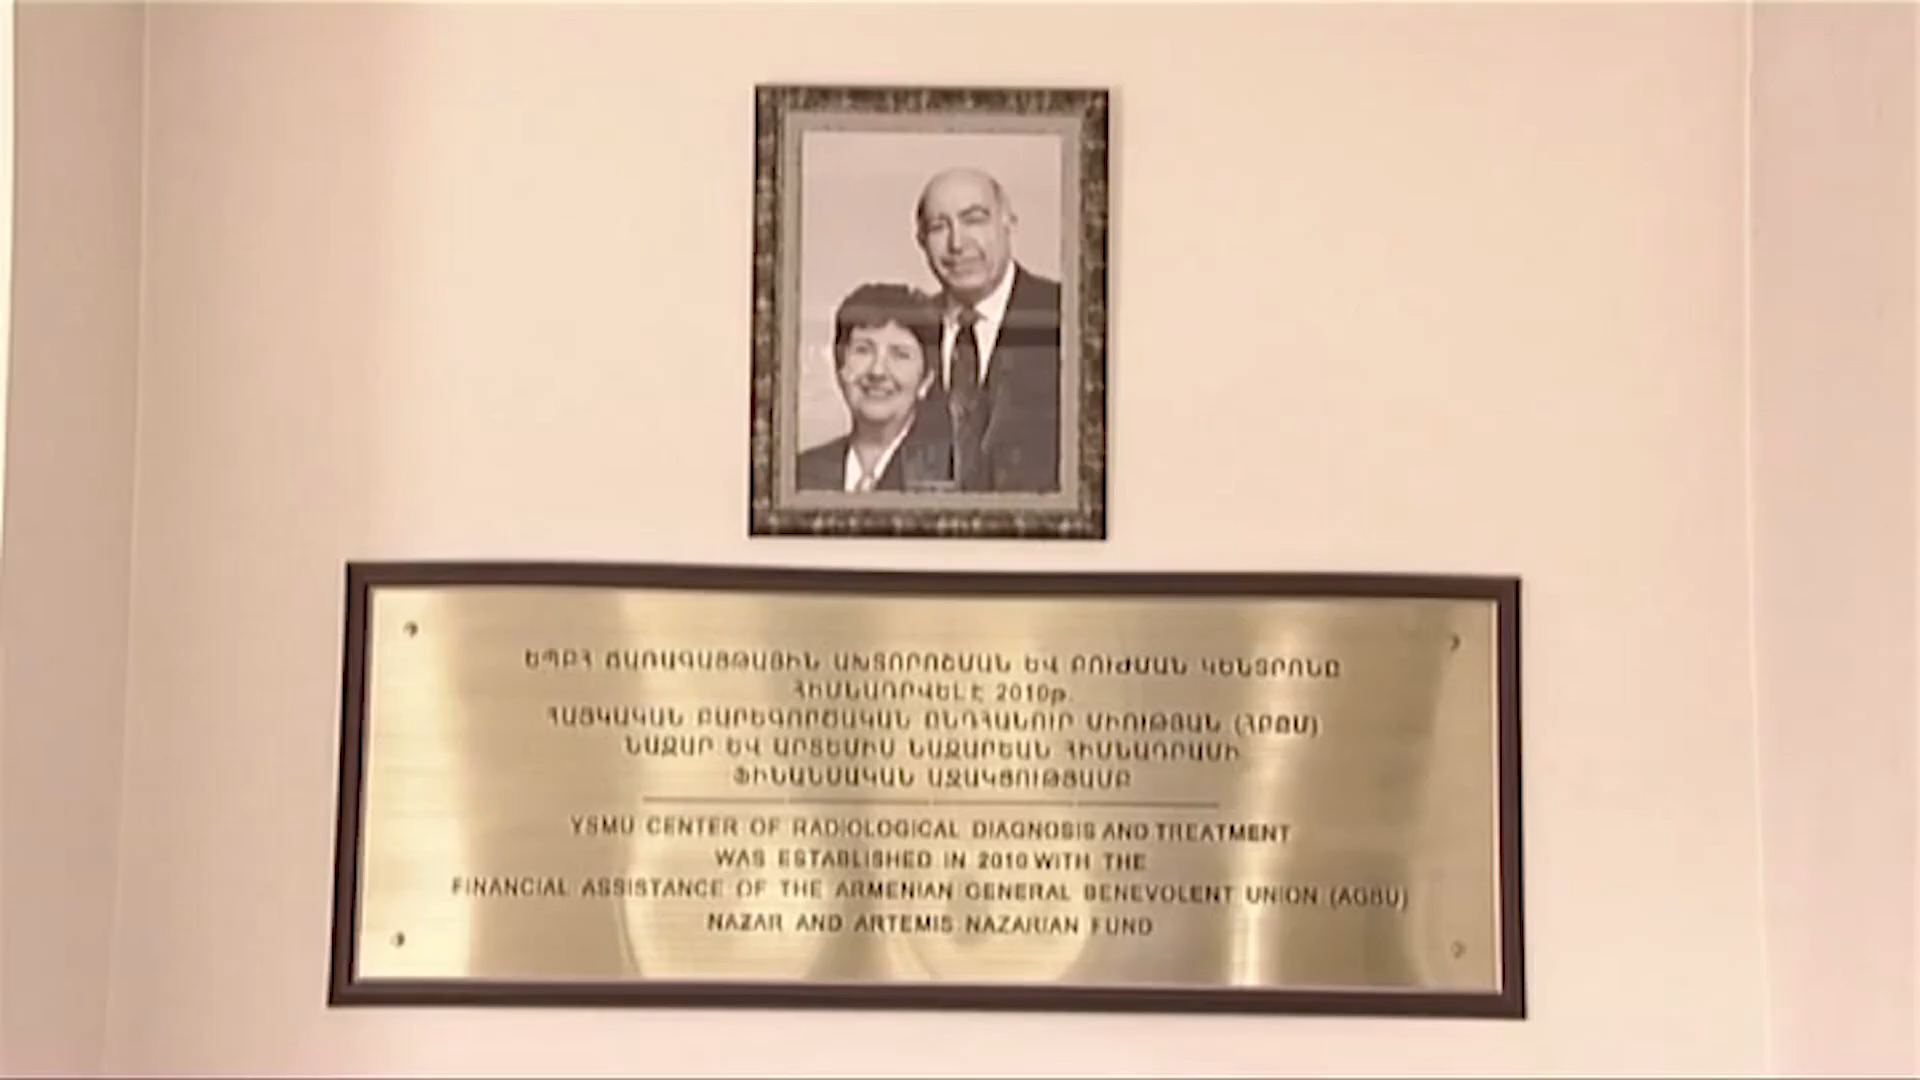 ԵՊԲՀ ՃԱՌԱԳԱՅԹԱՅԻՆ ԱԽՏՈՐՈՇՄԱՆ ԵՎ ԲՈՒԺՄԱՆ ԿԵՆՏՐՈՆԸ
ՀԻՄՆԱԴՐՎԵԼ Է 2010թ.
ՀԱՅԿԱԿԱՆ ԲԱՐԵԳՈՐԾԱԿԱՆ ԸՆԴՀԱՆՈՒՐ ՄԻՈՒԹՅԱՆ (ՀԲԸՄ)
ՆԱԶԱՐ ԵՎ ԱՐՏԵՄԻՍ ՆԱԶԱՐԵԱՆ ՀԻՄՆԱԴՐԱՄԻ
ՖԻՆԱՆՍԱԿԱՆ ԱՋԱԿՑՈՒԹՅԱՄԲ
YSMU CENTER OF RADIOLOGICAL DIAGNOSIS AND TREATMENT
WAS ESTABLISHED IN 2010 WITH THE
FINANCIAL ASSISTANCE OF THE ARMENIAN GENERAL BENEVOLENT UNION (AGBU)
NAZAR AND ARTEMIS NAZARIAN FUND